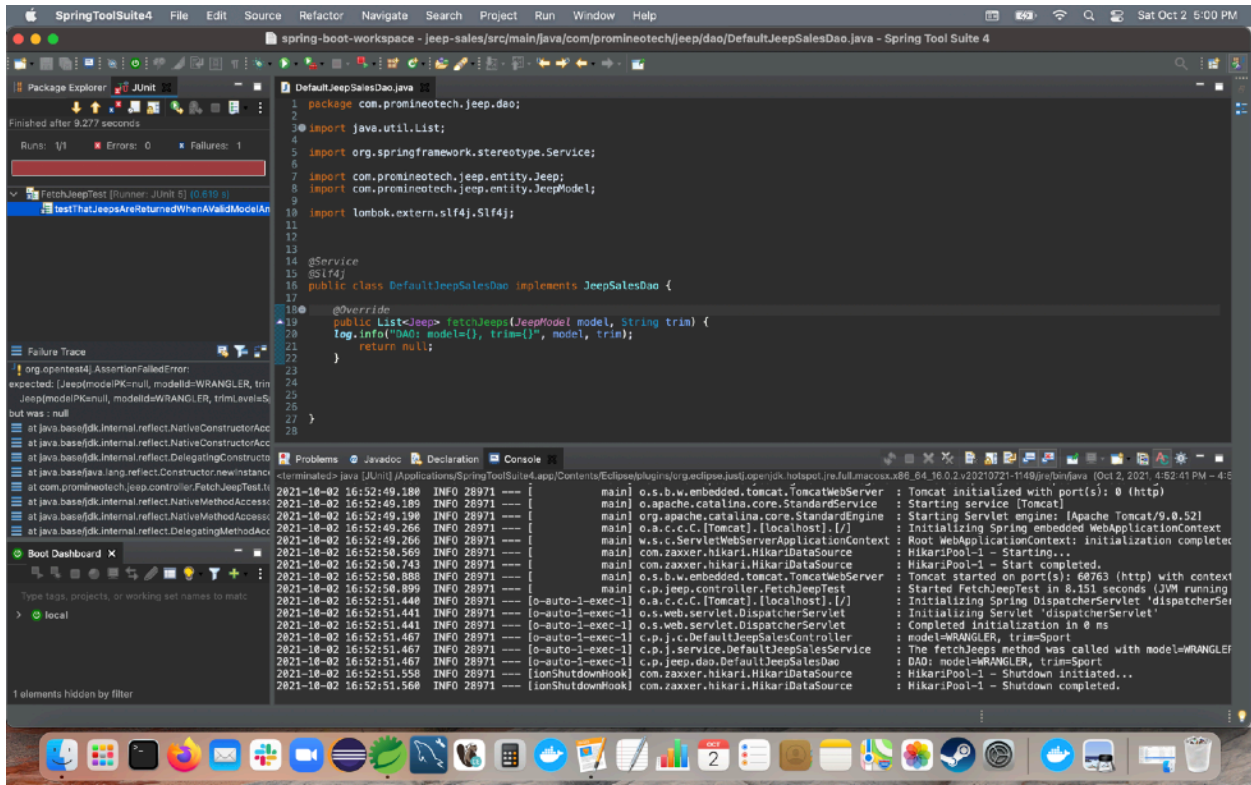 SpringToolSuite4 File Edit Source Refactor Navigate Search Project Run Window Help Sat Oct 2 5:00 PM
spring-boot-workspace - jeep-sales/src/main/java/com/promineotech/jeep/dao/DefaultJeepSalesDao.java - Spring Tool Suite 4
Package Explorer JUnit
Finished after 9.277 seconds
Runs: 1/1 Errors: 0 Failures: 1
FetchJeepTest [Runner: JUnit 5] (0.619 s)
testThatJeepsAreReturnedWhenAValidModelAn
Failure Trace
org.opentest4j.AssertionFailedError:
expected: [Jeep(modelPK=null, modelId=WRANGLER, trin
Jeep(modelPK=null, modelId=WRANGLER, trimLevel=Sp
but was : null
at java.base/jdk.internal.reflect.NativeConstructorAcc
at java.base/jdk.internal.reflect.NativeConstructorAcc
at java.base/jdk.internal.reflect.DelegatingConstructo
at java.base/java.lang.reflect.Constructor.newInstance
at com.promineotech.jeep.controller.FetchJeepTest.te
at java.base/jdk.internal.reflect.NativeMethodAccesso
at java.base/jdk.internal.reflect.NativeMethodAccesso
at java.base/jdk.internal.reflect.DelegatingMethodAcc
Boot Dashboard
Type tags, projects, or working set names to matc
local
1 elements hidden by filter
DefaultJeepSalesDao.java
1 package com.promineotech.jeep.dao;
2
3 import java.util.List;
4
5 import org.springframework.stereotype.Service;
6
7 import com.promineotech.jeep.entity.Jeep;
8 import com.promineotech.jeep.entity.JeepModel;
9
10 import lombok.extern.slf4j.Slf4j;
11
12
13
14 @Service
15 @Slf4j
16 public class DefaultJeepSalesDao implements JeepSalesDao {
17
18 @Override
19 public List<Jeep> fetchJeeps(JeepModel model, String trim) {
20 log.info("DAO: model={}, trim={}", model, trim);
21 return null;
22 }
23
24
25
26
27 }
28
Problems Javadoc Declaration Console
<terminated> java [JUnit] /Applications/SpringToolSuite4.app/Contents/Eclipse/plugins/org.eclipse.justj.openjdk.hotspot.jre.full.macosx.x86_64_16.0.2.v20210721-1149/jre/bin/java (Oct 2, 2021, 4:52:41 PM – 4:5
2021-10-02 16:52:49.180 INFO 28971 --- [ main] o.s.b.w.embedded.tomcat.TomcatWebServer : Tomcat initialized with port(s): 0 (http)
2021-10-02 16:52:49.189 INFO 28971 --- [ main] o.apache.catalina.core.StandardService : Starting service [Tomcat]
2021-10-02 16:52:49.190 INFO 28971 --- [ main] org.apache.catalina.core.StandardEngine : Starting Servlet engine: [Apache Tomcat/9.0.52]
2021-10-02 16:52:49.266 INFO 28971 --- [ main] o.a.c.c.C.[Tomcat].[localhost].[/] : Initializing Spring embedded WebApplicationContext
2021-10-02 16:52:49.266 INFO 28971 --- [ main] w.s.c.ServletWebServerApplicationContext : Root WebApplicationContext: initialization completed
2021-10-02 16:52:50.569 INFO 28971 --- [ main] com.zaxxer.hikari.HikariDataSource : HikariPool-1 - Starting...
2021-10-02 16:52:50.743 INFO 28971 --- [ main] com.zaxxer.hikari.HikariDataSource : HikariPool-1 - Start completed.
2021-10-02 16:52:50.888 INFO 28971 --- [ main] o.s.b.w.embedded.tomcat.TomcatWebServer : Tomcat started on port(s): 60763 (http) with context
2021-10-02 16:52:50.899 INFO 28971 --- [ main] c.p.jeep.controller.FetchJeepTest : Started FetchJeepTest in 8.151 seconds (JVM running
2021-10-02 16:52:51.440 INFO 28971 --- [o-auto-1-exec-1] o.a.c.c.C.[Tomcat].[localhost].[/] : Initializing Spring DispatcherServlet 'dispatcherSer
2021-10-02 16:52:51.441 INFO 28971 --- [o-auto-1-exec-1] o.s.web.servlet.DispatcherServlet : Initializing Servlet 'dispatcherServlet'
2021-10-02 16:52:51.441 INFO 28971 --- [o-auto-1-exec-1] o.s.web.servlet.DispatcherServlet : Completed initialization in 0 ms
2021-10-02 16:52:51.467 INFO 28971 --- [o-auto-1-exec-1] c.p.j.c.DefaultJeepSalesController : model=WRANGLER, trim=Sport
2021-10-02 16:52:51.467 INFO 28971 --- [o-auto-1-exec-1] c.p.j.service.DefaultJeepSalesService : The fetchJeeps method was called with model=WRANGLER
2021-10-02 16:52:51.467 INFO 28971 --- [o-auto-1-exec-1] c.p.jeep.dao.DefaultJeepSalesDao : DAO: model=WRANGLER, trim=Sport
2021-10-02 16:52:51.558 INFO 28971 --- [ionShutdownHook] com.zaxxer.hikari.HikariDataSource : HikariPool-1 - Shutdown initiated...
2021-10-02 16:52:51.560 INFO 28971 --- [ionShutdownHook] com.zaxxer.hikari.HikariDataSource : HikariPool-1 - Shutdown completed.
OCT
2